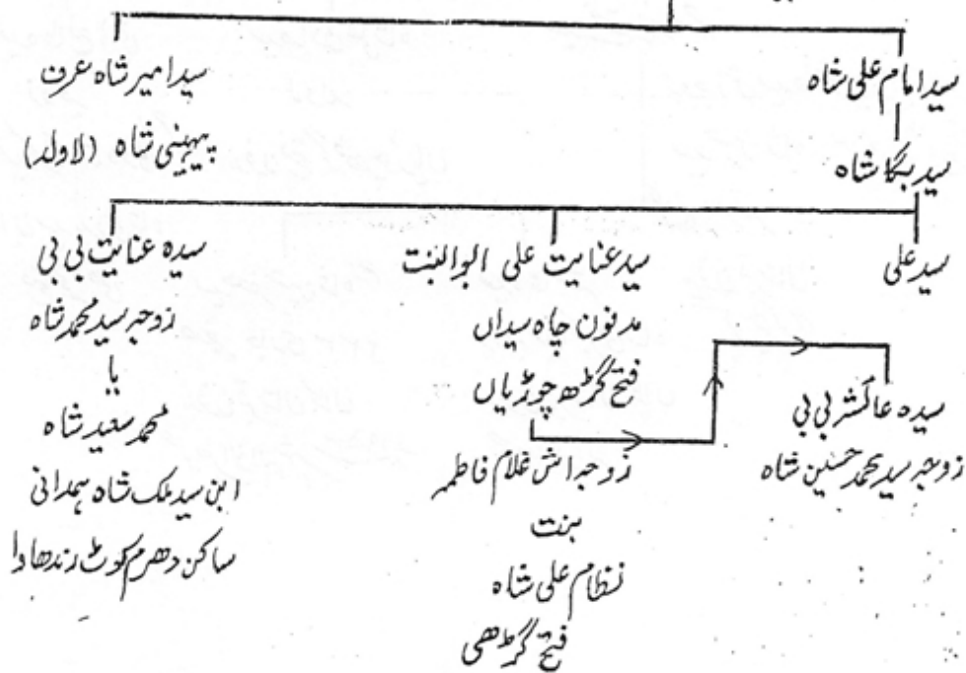 سید امام علی شاہ
سید بگا شاہ
سید امیر شاہ عرف
پیہنی شاہ (لاولد)
سید علی
سید عنایت علی ابوالبنت
مدفون چاہ سیداں
فتح گڑھ چوڑیاں
زوجہ اش غلام فاطمہ
بنت
نظام علی شاہ
فتح گڑھی
سیدہ عائشہ بی بی
زوجہ سید محمد حسنین شاہ
سیدہ عنایت بی بی
زوجہ سید محمد شاہ
یا
محمد سعید شاہ
ابن سید ملک شاہ ہمدانی
ساکن دھرم کوٹ رندھاوا